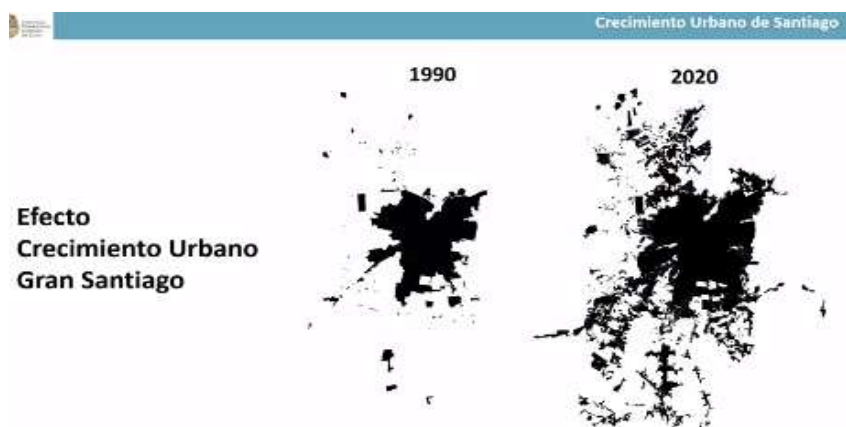 Crecimiento Urbano de Santiago
1990
2020
Efecto
Crecimiento Urbano
Gran Santiago